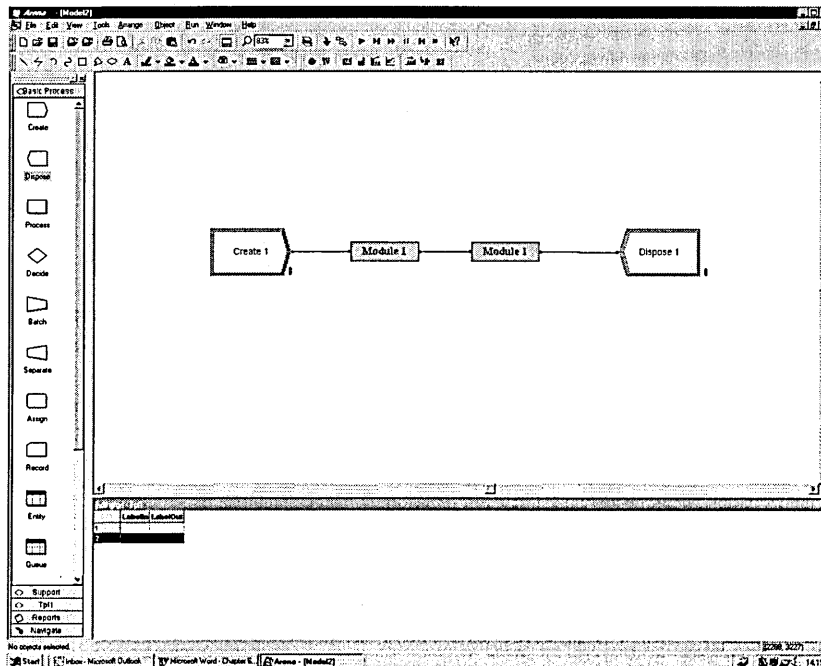 Arena - [Model2]
File Edit View Tools Arrange Object Run Window Help
83%
Basic Process
Create
Dispose
Process
Decide
Batch
Separate
Assign
Record
Entity
Queue
Support
Tpl1
Reports
Navigate
Create 1
Module 1
Module 1
Dispose 1
LabelIn LabelOut
1
2
No objects selected.
Start Inbox - Microsoft Outlook Microsoft Word - Chapter 6... Arena - [Model2]